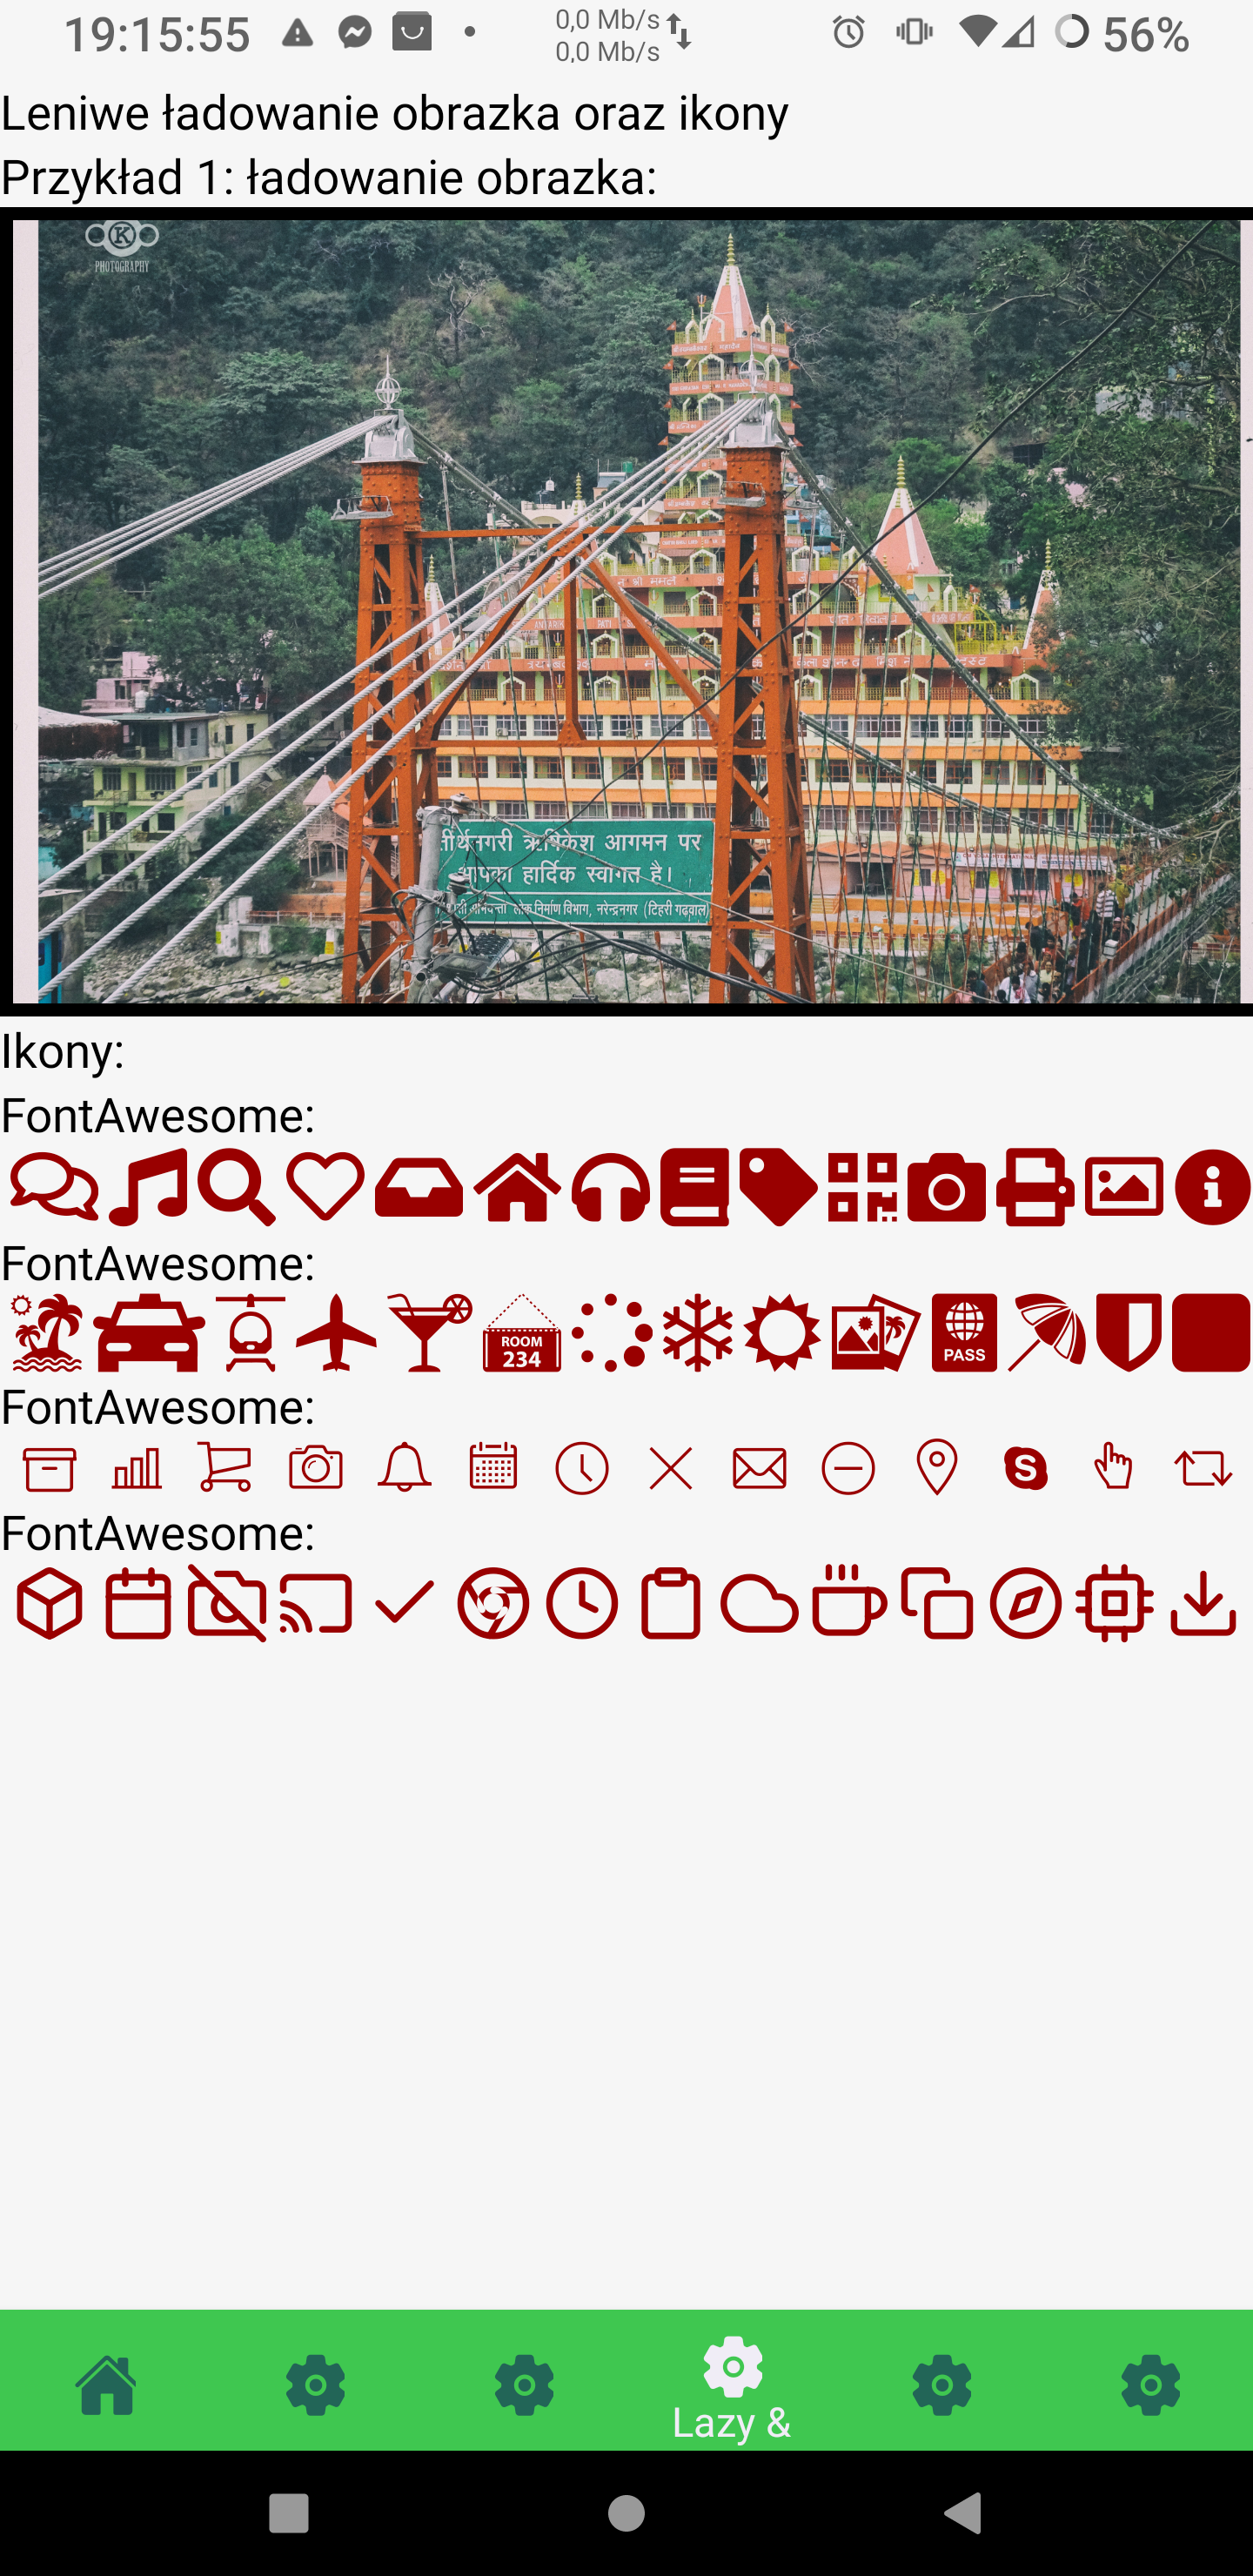 19:15:55
0,0 Mb/s
0,0 Mb/s
56%
Leniwe ładowanie obrazka oraz ikony
Przykład 1: ładowanie obrazka:
K
PHOTOGRAPHY
ऋषिकेश आगमन पर
आपका हार्दिक स्वागत है।
लोक निर्माण विभाग, नरेन्द्रनगर (टिहरी गढ़वाल)
Ikony:
FontAwesome:
FontAwesome:
ROOM
234
PASS
FontAwesome:
FontAwesome:
Lazy &